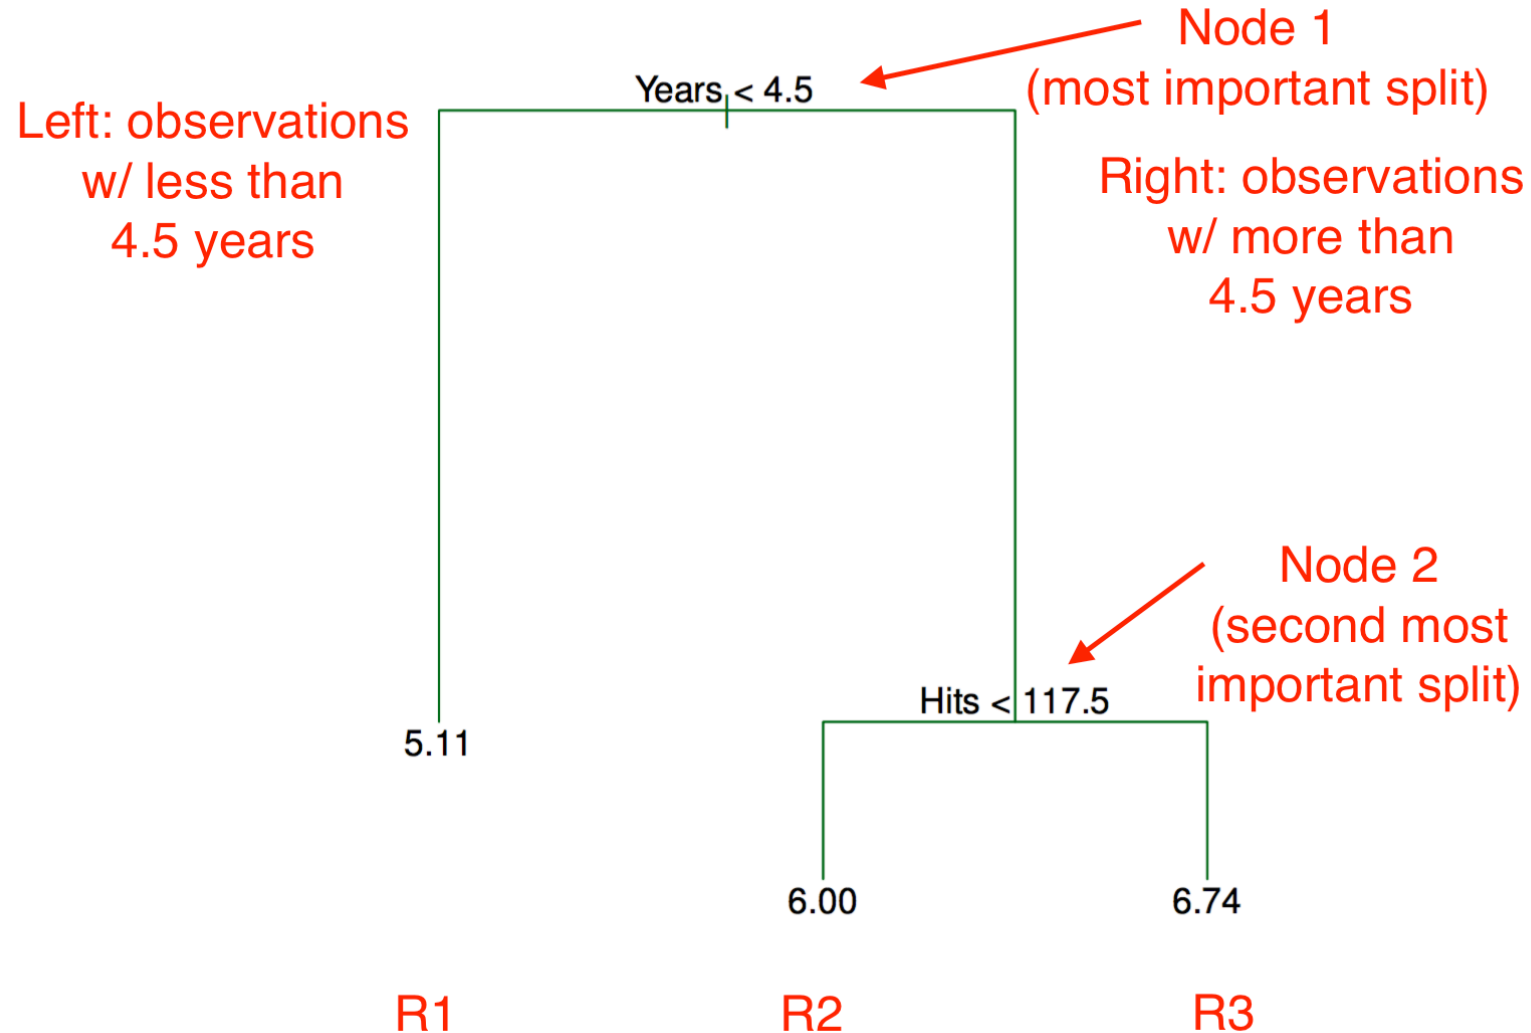 Node 1
(most important split)
Years < 4.5
Left: observations
w/ less than
4.5 years
Right: observations
w/ more than
4.5 years
Node 2
(second most
important split)
Hits < 117.5
5.11
6.00
6.74
R1
R2
R3